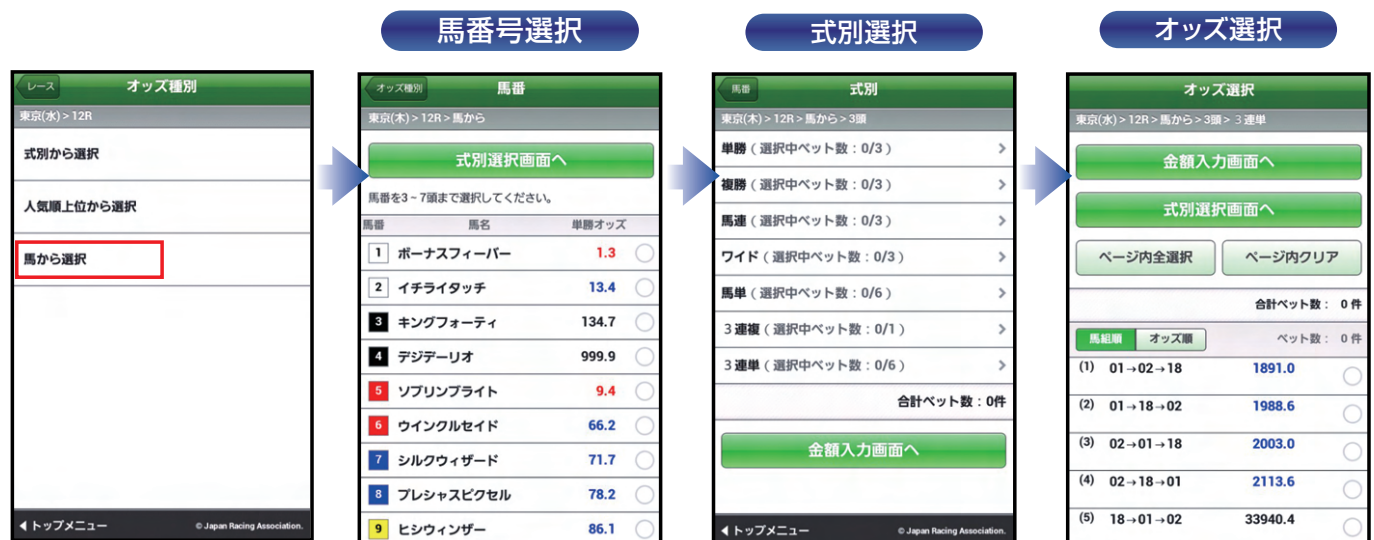 馬番号選択
式別選択
オッズ選択
レース
オッズ種別
東京(水)>12R
式別から選択
人気順上位から選択
馬から選択
トップメニュー
© Japan Racing Association.
オッズ種別
馬番
東京(木)>12R>馬から
式別選択画面へ
馬番を3~7頭まで選択してください。
馬番 馬名 単勝オッズ
1 ボーナスフィーバー 1.3
2 イチライタッチ 13.4
3 キングフォーティ 134.7
4 デジデーリオ 999.9
5 ソブリンブライト 9.4
6 ウインクルセイド 66.2
7 シルクウィザード 71.7
8 プレシャスピクセル 78.2
9 ヒシウィンザー 86.1
馬番
式別
東京(木)>12R>馬から>3頭
単勝(選択中ベット数:0/3)
複勝(選択中ベット数:0/3)
馬連(選択中ベット数:0/3)
ワイド(選択中ベット数:0/3)
馬単(選択中ベット数:0/6)
3連複(選択中ベット数:0/1)
3連単(選択中ベット数:0/6)
合計ベット数:0件
金額入力画面へ
トップメニュー
© Japan Racing Association.
オッズ選択
東京(水)>12R>馬から>3頭>3連単
金額入力画面へ
式別選択画面へ
ページ内全選択 ページ内クリア
合計ベット数: 0件
馬組順 オッズ順 ベット数: 0件
(1) 01→02→18 1891.0
(2) 01→18→02 1988.6
(3) 02→01→18 2003.0
(4) 02→18→01 2113.6
(5) 18→01→02 33940.4